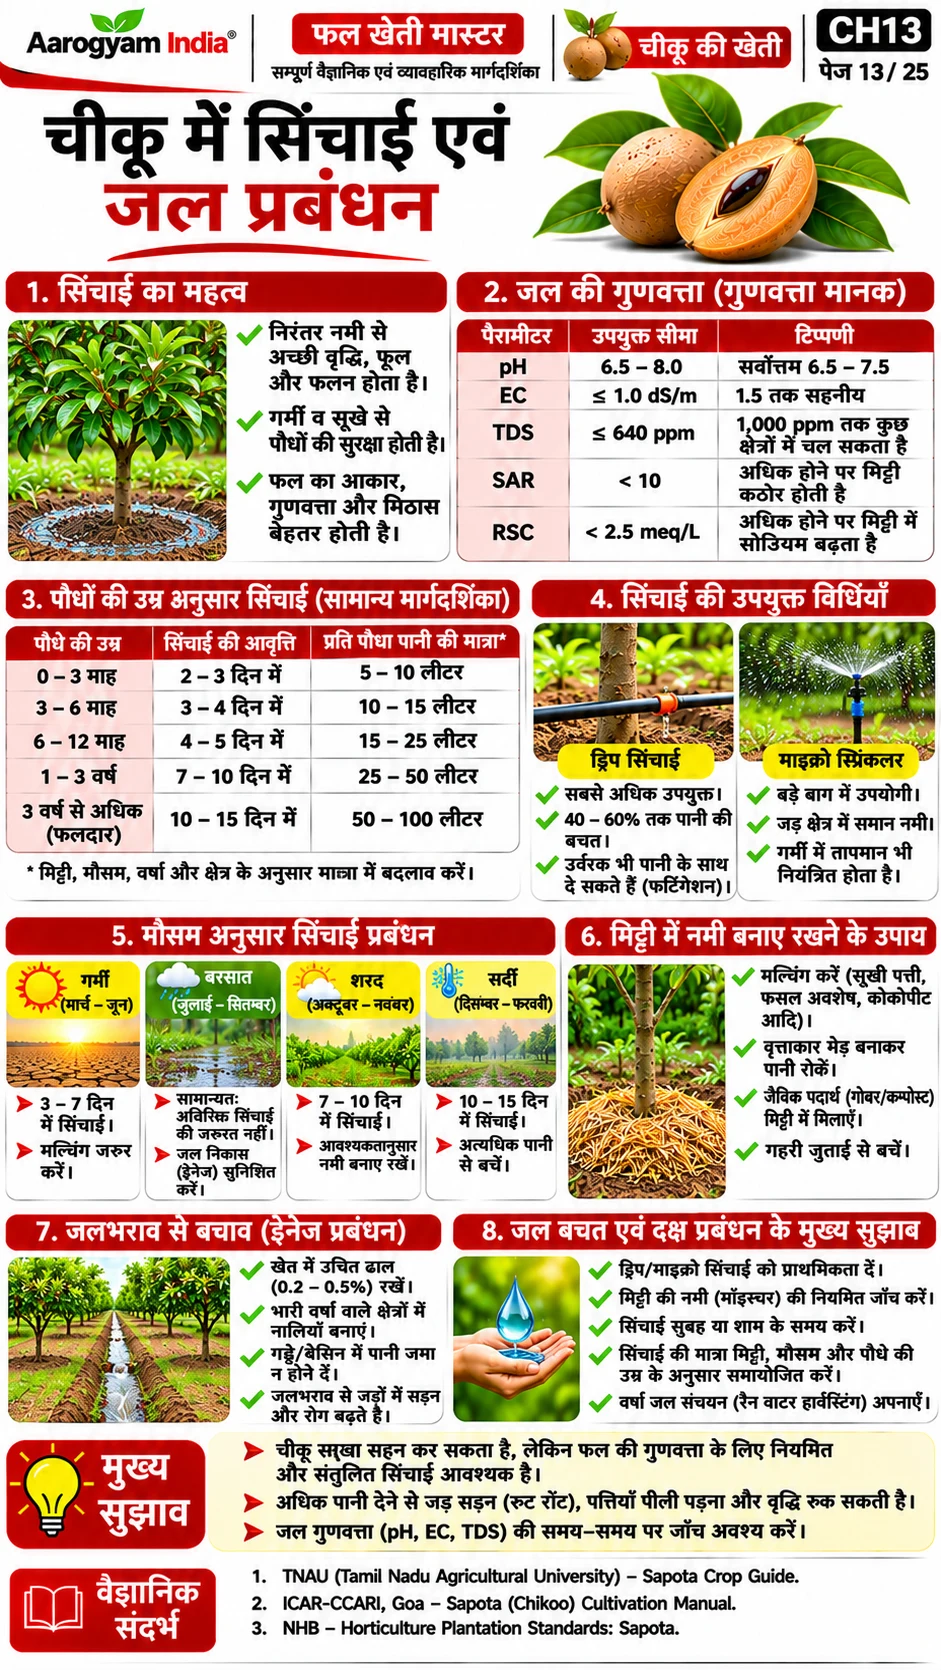 Aarogyam India®
फल खेती मास्टर
सम्पूर्ण वैज्ञानिक एवं व्यावहारिक मार्गदर्शिका
चीकू की खेती
CH13
पेज 13 / 25
चीकू में सिंचाई एवं
जल प्रबंधन
1. सिंचाई का महत्व
निरंतर नमी से
अच्छी वृद्धि, फूल
और फलन होता है।
गर्मी व सूखे से
पौधों की सुरक्षा होती है।
फल का आकार,
गुणवत्ता और मिठास
बेहतर होती है।
2. जल की गुणवत्ता (गुणवत्ता मानक)
पैरामीटर उपयुक्त सीमा टिप्पणी
pH 6.5 – 8.0 सर्वोत्तम 6.5 – 7.5
EC ≤ 1.0 dS/m 1.5 तक सहनीय
TDS ≤ 640 ppm 1,000 ppm तक कुछ
क्षेत्रों में चल सकता है
SAR < 10 अधिक होने पर मिट्टी
कठोर होती है
RSC < 2.5 meq/L अधिक होने पर मिट्टी में
सोडियम बढ़ता है
3. पौधों की उम्र अनुसार सिंचाई (सामान्य मार्गदर्शिका)
पौधे की उम्र सिंचाई की आवृत्ति प्रति पौधा पानी की मात्रा*
0 – 3 माह 2 – 3 दिन में 5 – 10 लीटर
3 – 6 माह 3 – 4 दिन में 10 – 15 लीटर
6 – 12 माह 4 – 5 दिन में 15 – 25 लीटर
1 – 3 वर्ष 7 – 10 दिन में 25 – 50 लीटर
3 वर्ष से अधिक
(फलदार) 10 – 15 दिन में 50 – 100 लीटर
* मिट्टी, मौसम, वर्षा और क्षेत्र के अनुसार मात्रा में बदलाव करें।
4. सिंचाई की उपयुक्त विधियाँ
ड्रिप सिंचाई
सबसे अधिक उपयुक्त।
40 – 60% तक पानी की
बचत।
उर्वरक भी पानी के साथ
दे सकते हैं (फर्टिगेशन)।
माइक्रो स्प्रिंकलर
बड़े बाग में उपयोगी।
जड़ क्षेत्र में समान नमी।
गर्मी में तापमान भी
नियंत्रित होता है।
5. मौसम अनुसार सिंचाई प्रबंधन
गर्मी
(मार्च – जून)
3 – 7 दिन
में सिंचाई।
मल्चिंग जरुर
करें।
बरसात
(जुलाई – सितम्बर)
सामान्यतः
सिंचाई
की जरुरत नहीं।
जल निकास
सुनिशित
करें।
शरद
(अक्टूबर – नवंबर)
7 – 10 दिन
में सिंचाई।
आवश्यकतानुसार
नमी बनाए रखें।
सर्दी
(दिसंम्बर – फरवरी)
10 – 15 दिन
में सिंचाई।
अत्यधिक पानी
से बचें।
6. मिट्टी में नमी बनाए रखने के उपाय
मल्चिंग करें (सूखी पत्ती,
फसल अवशेष, कोकोपीट
आदि)।
वृत्ताकार मेड़ बनाकर
पानी रोकें।
जैविक पदार्थ (गोबर/कम्पोस्ट)
मिट्टी में मिलाएँ।
गहरी जुताई से बचें।
7. जलभराव से बचाव (ड्रेनेज प्रबंधन)
खेत में उचित ढाल
(0.2 – 0.5%) रखें।
भारी वर्षा वाले क्षेत्रों में
नालियाँ बनाएं।
गड्ढे/बेसिन में पानी जमा
न होने दें।
जलभराव से जड़ों में सड़न
और रोग बढ़ते है।
8. जल बचत एवं दक्ष प्रबंधन के मुख्य सुझाब
ड्रिप/माइक्रो सिंचाई को प्राथमिकता दें।
मिट्टी की नमी (मॉइस्चर) की नियमित जाँच करें।
सिंचाई सुबह या शाम के समय करें।
सिंचाई की मात्रा मिट्टी, मौसम और पौधे की
उम्र के अनुसार समायोजित करें।
वर्षा जल संचयन (रैन वाटर हार्वेस्टिंग) अपनाएँ।
मुख्य
सुझाव
चीकू सहन कर सकता है, लेकिन फल की गुणवत्ता के लिए नियमित
और संतुलित सिंचाई आवश्यक है।
अधिक पानी देने से जड़ सड़न (रुट रोट), पत्तियाँ पीली पड़ना और वृद्धि रुक सकती है।
जल गुणवत्ता (pH, EC, TDS) की समय–समय पर जाँच अवश्य करें।
वैज्ञानिक
संदर्भ
1. TNAU (Tamil Nadu Agricultural University) – Sapota Crop Guide.
2. ICAR-CCARI, Goa – Sapota (Chikoo) Cultivation Manual.
3. NHB – Horticulture Plantation Standards: Sapota.